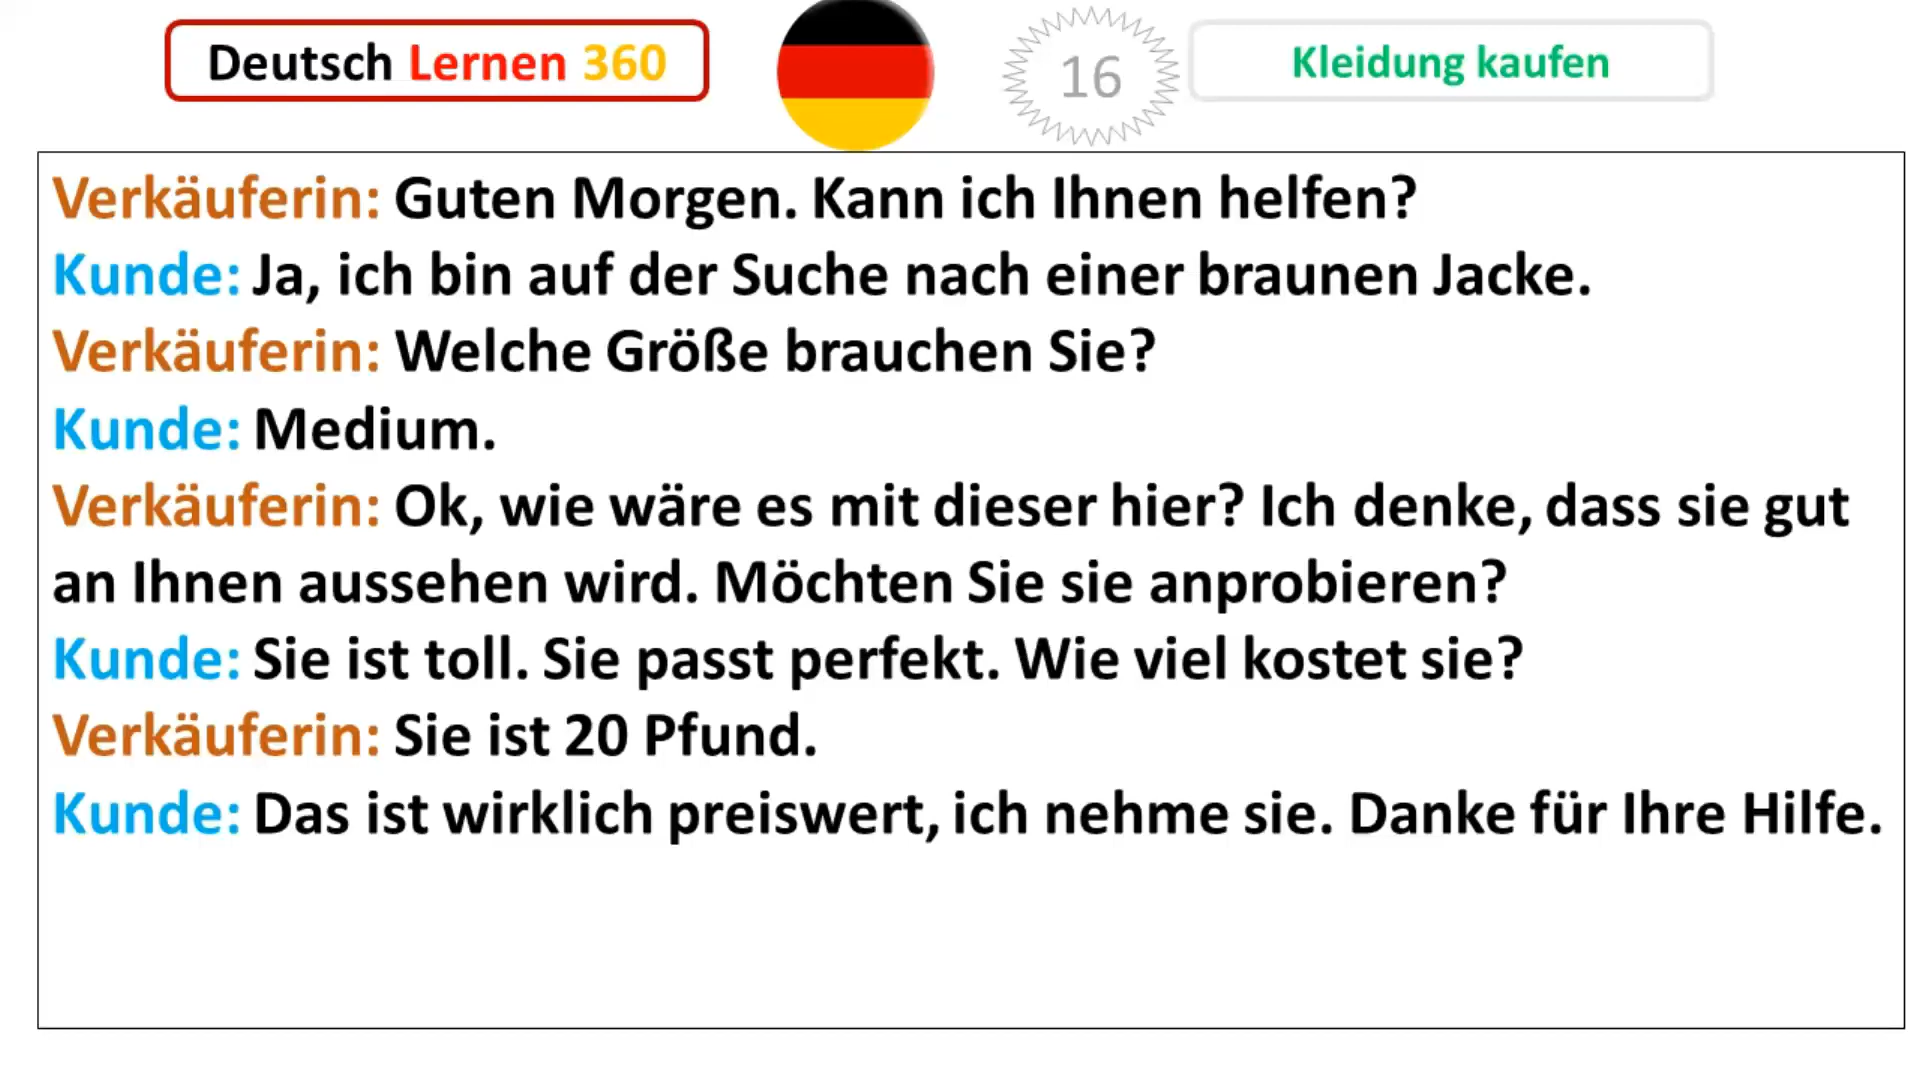 Deutsch Lernen 360
16
Kleidung kaufen
Verkäuferin: Guten Morgen. Kann ich Ihnen helfen?
Kunde: Ja, ich bin auf der Suche nach einer braunen Jacke.
Verkäuferin: Welche Größe brauchen Sie?
Kunde: Medium.
Verkäuferin: Ok, wie wäre es mit dieser hier? Ich denke, dass sie gut
an Ihnen aussehen wird. Möchten Sie sie anprobieren?
Kunde: Sie ist toll. Sie passt perfekt. Wie viel kostet sie?
Verkäuferin: Sie ist 20 Pfund.
Kunde: Das ist wirklich preiswert, ich nehme sie. Danke für Ihre Hilfe.